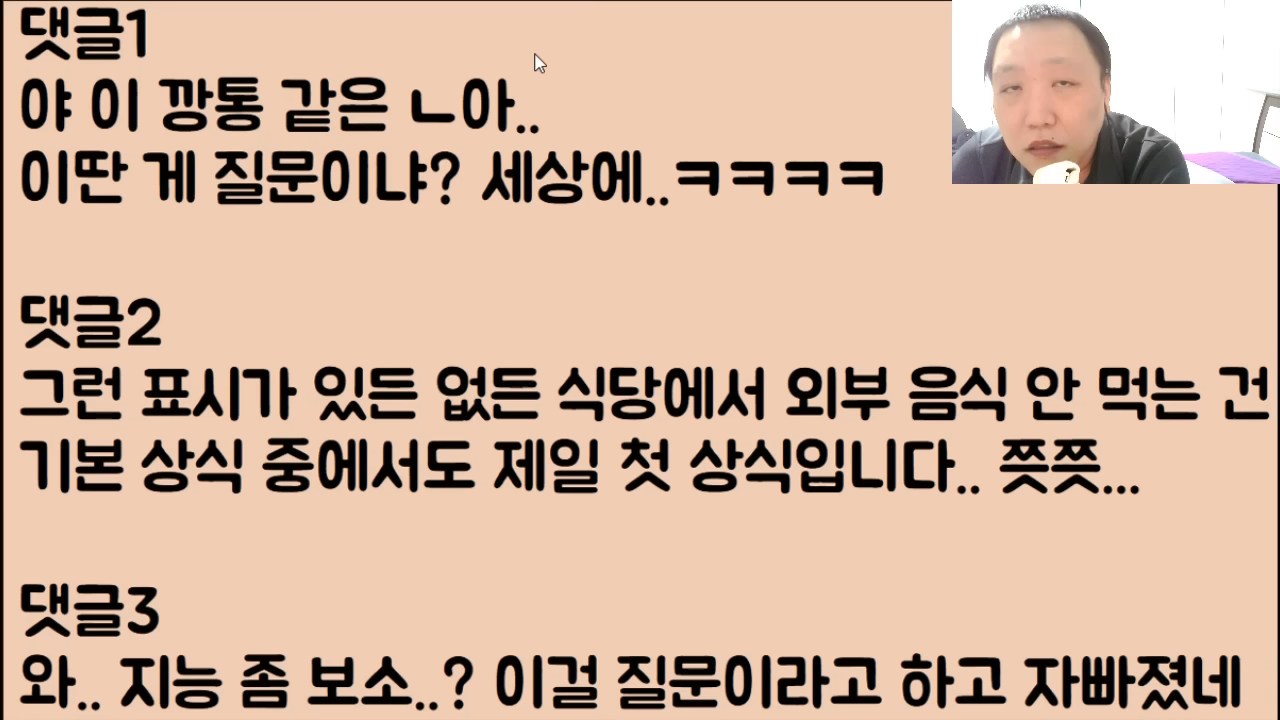 댓글1
야 이 깡통 같은 ㄴ아..
이딴 게 질문이냐? 세상에..ㅋㅋㅋㅋ
댓글2
그런 표시가 있든 없든 식당에서 외부 음식 안 먹는 건
기본 상식 중에서도 제일 첫 상식입니다.. 쯧쯧...
댓글3
와.. 지능 좀 보소..? 이걸 질문이라고 하고 자빠졌네